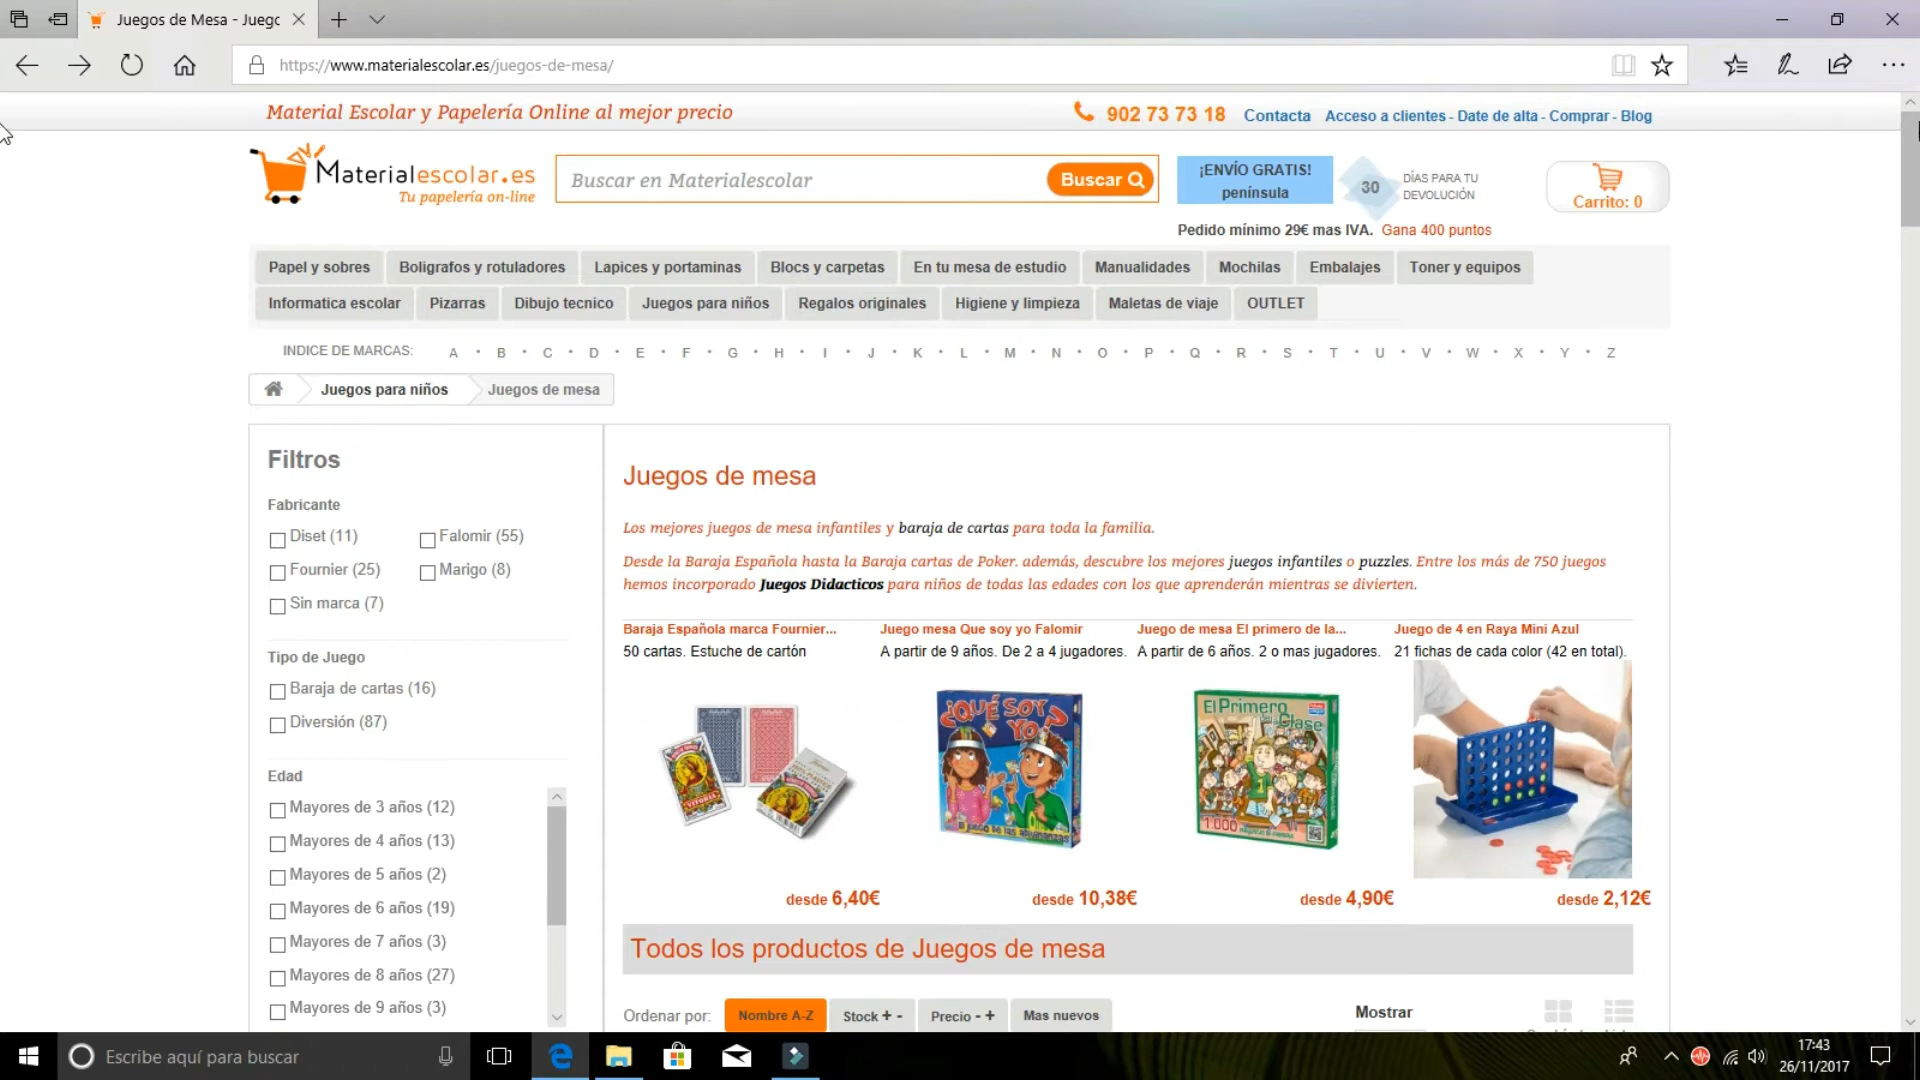 Juegos de Mesa - Juegc
https://www.materialescolar.es/juegos-de-mesa/
Material Escolar y Papelería Online al mejor precio
902 73 73 18 Contacta Acceso a clientes - Date de alta - Comprar - Blog
Materialescolar.es
Tu papelería on-line
Buscar en Materialescolar
Buscar
¡ENVÍO GRATIS!
península
30
DÍAS PARA TU
DEVOLUCIÓN
Carrito: 0
Pedido mínimo 29€ mas IVA. Gana 400 puntos
Papel y sobres Boligrafos y rotuladores Lapices y portaminas Blocs y carpetas En tu mesa de estudio Manualidades Mochilas Embalajes Toner y equipos
Informatica escolar Pizarras Dibujo tecnico Juegos para niños Regalos originales Higiene y limpieza Maletas de viaje OUTLET
INDICE DE MARCAS: A • B • C • D • E • F • G • H • I • J • K • L • M • N • O • P • Q • R • S • T • U • V • W • X • Y • Z
Juegos para niños Juegos de mesa
Filtros
Fabricante
Diset (11) Falomir (55)
Fournier (25) Marigo (8)
Sin marca (7)
Tipo de Juego
Baraja de cartas (16)
Diversión (87)
Edad
Mayores de 3 años (12)
Mayores de 4 años (13)
Mayores de 5 años (2)
Mayores de 6 años (19)
Mayores de 7 años (3)
Mayores de 8 años (27)
Mayores de 9 años (3)
Juegos de mesa
Los mejores juegos de mesa infantiles y baraja de cartas para toda la familia.
Desde la Baraja Española hasta la Baraja cartas de Poker. además, descubre los mejores juegos infantiles o puzzles. Entre los más de 750 juegos
hemos incorporado Juegos Didacticos para niños de todas las edades con los que aprenderán mientras se divierten.
Baraja Española marca Fournier... Juego mesa Que soy yo Falomir Juego de mesa El primero de la... Juego de 4 en Raya Mini Azul
50 cartas. Estuche de cartón A partir de 9 años. De 2 a 4 jugadores. A partir de 6 años. 2 o mas jugadores. 21 fichas de cada color (42 en total).
¿QUÉ SOY YO?
El Primero de la Clase
1.000
desde 6,40€ desde 10,38€ desde 4,90€ desde 2,12€
Todos los productos de Juegos de mesa
Ordenar por: Nombre A-Z Stock + - Precio - + Mas nuevos Mostrar
Escribe aquí para buscar
17:43
26/11/2017